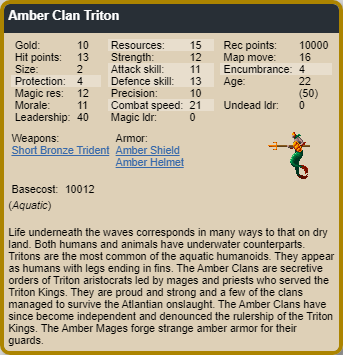 Amber Clan Triton
Gold: 10 Resources: 15 Rec points: 10000
Hit points: 13 Strength: 12 Map move: 16
Size: 2 Attack skill: 11 Encumbrance: 4
Protection: 4 Defence skill: 13 Age: 22
Magic res: 12 Precision: 10 (50)
Morale: 11 Combat speed: 21 Undead ldr: 0
Leadership: 40 Magic ldr: 0
Weapons: Armor:
Short Bronze Trident Amber Shield
Amber Helmet
Basecost: 10012
(Aquatic)
Life underneath the waves corresponds in many ways to that on dry
land. Both humans and animals have underwater counterparts.
Tritons are the most common of the aquatic humanoids. They appear
as humans with legs ending in fins. The Amber Clans are secretive
orders of Triton aristocrats led by mages and priests who served the
Triton Kings. They are proud and strong and a few of the clans
managed to survive the Atlantian onslaught. The Amber Clans have
since become independent and denounced the rulership of the Triton
Kings. The Amber Mages forge strange amber armor for their
guards.